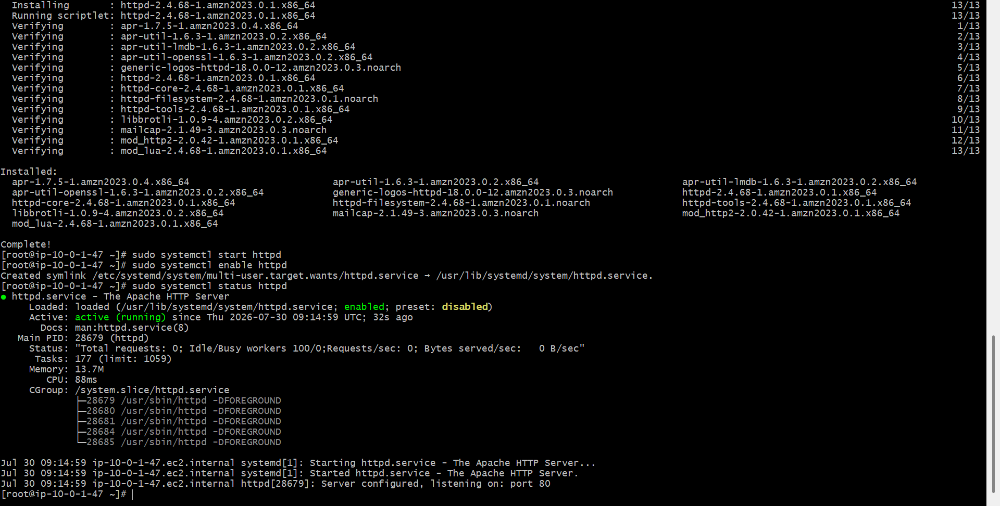 Installing       : httpd-2.4.68-1.amzn2023.0.1.x86_64 13/13
Running scriptlet: httpd-2.4.68-1.amzn2023.0.1.x86_64 13/13
Verifying        : apr-1.7.5-1.amzn2023.0.4.x86_64 1/13
Verifying        : apr-util-1.6.3-1.amzn2023.0.2.x86_64 2/13
Verifying        : apr-util-lmdb-1.6.3-1.amzn2023.0.2.x86_64 3/13
Verifying        : apr-util-openssl-1.6.3-1.amzn2023.0.2.x86_64 4/13
Verifying        : generic-logos-httpd-18.0.0-12.amzn2023.0.3.noarch 5/13
Verifying        : httpd-2.4.68-1.amzn2023.0.1.x86_64 6/13
Verifying        : httpd-core-2.4.68-1.amzn2023.0.1.x86_64 7/13
Verifying        : httpd-filesystem-2.4.68-1.amzn2023.0.1.noarch 8/13
Verifying        : httpd-tools-2.4.68-1.amzn2023.0.1.x86_64 9/13
Verifying        : libbrotli-1.0.9-4.amzn2023.0.2.x86_64 10/13
Verifying        : mailcap-2.1.49-3.amzn2023.0.3.noarch 11/13
Verifying        : mod_http2-2.0.42-1.amzn2023.0.1.x86_64 12/13
Verifying        : mod_lua-2.4.68-1.amzn2023.0.1.x86_64 13/13
Installed:
apr-1.7.5-1.amzn2023.0.4.x86_64 apr-util-1.6.3-1.amzn2023.0.2.x86_64 apr-util-lmdb-1.6.3-1.amzn2023.0.2.x86_64
apr-util-openssl-1.6.3-1.amzn2023.0.2.x86_64 generic-logos-httpd-18.0.0-12.amzn2023.0.3.noarch httpd-2.4.68-1.amzn2023.0.1.x86_64
httpd-core-2.4.68-1.amzn2023.0.1.x86_64 httpd-filesystem-2.4.68-1.amzn2023.0.1.noarch httpd-tools-2.4.68-1.amzn2023.0.1.x86_64
libbrotli-1.0.9-4.amzn2023.0.2.x86_64 mailcap-2.1.49-3.amzn2023.0.3.noarch mod_http2-2.0.42-1.amzn2023.0.1.x86_64
mod_lua-2.4.68-1.amzn2023.0.1.x86_64
Complete!
[root@ip-10-0-1-47 ~]# sudo systemctl start httpd
[root@ip-10-0-1-47 ~]# sudo systemctl enable httpd
Created symlink /etc/systemd/system/multi-user.target.wants/httpd.service → /usr/lib/systemd/system/httpd.service.
[root@ip-10-0-1-47 ~]# sudo systemctl status httpd
● httpd.service - The Apache HTTP Server
Loaded: loaded (/usr/lib/systemd/system/httpd.service; enabled; preset: disabled)
Active: active (running) since Thu 2026-07-30 09:14:59 UTC; 32s ago
Docs: man:httpd.service(8)
Main PID: 28679 (httpd)
Status: "Total requests: 0; Idle/Busy workers 100/0;Requests/sec: 0; Bytes served/sec:   0 B/sec"
Tasks: 177 (limit: 1059)
Memory: 13.7M
CPU: 88ms
CGroup: /system.slice/httpd.service
├─28679 /usr/sbin/httpd -DFOREGROUND
├─28680 /usr/sbin/httpd -DFOREGROUND
├─28681 /usr/sbin/httpd -DFOREGROUND
├─28684 /usr/sbin/httpd -DFOREGROUND
└─28685 /usr/sbin/httpd -DFOREGROUND
Jul 30 09:14:59 ip-10-0-1-47.ec2.internal systemd[1]: Starting httpd.service - The Apache HTTP Server...
Jul 30 09:14:59 ip-10-0-1-47.ec2.internal systemd[1]: Started httpd.service - The Apache HTTP Server.
Jul 30 09:14:59 ip-10-0-1-47.ec2.internal httpd[28679]: Server configured, listening on: port 80
[root@ip-10-0-1-47 ~]#